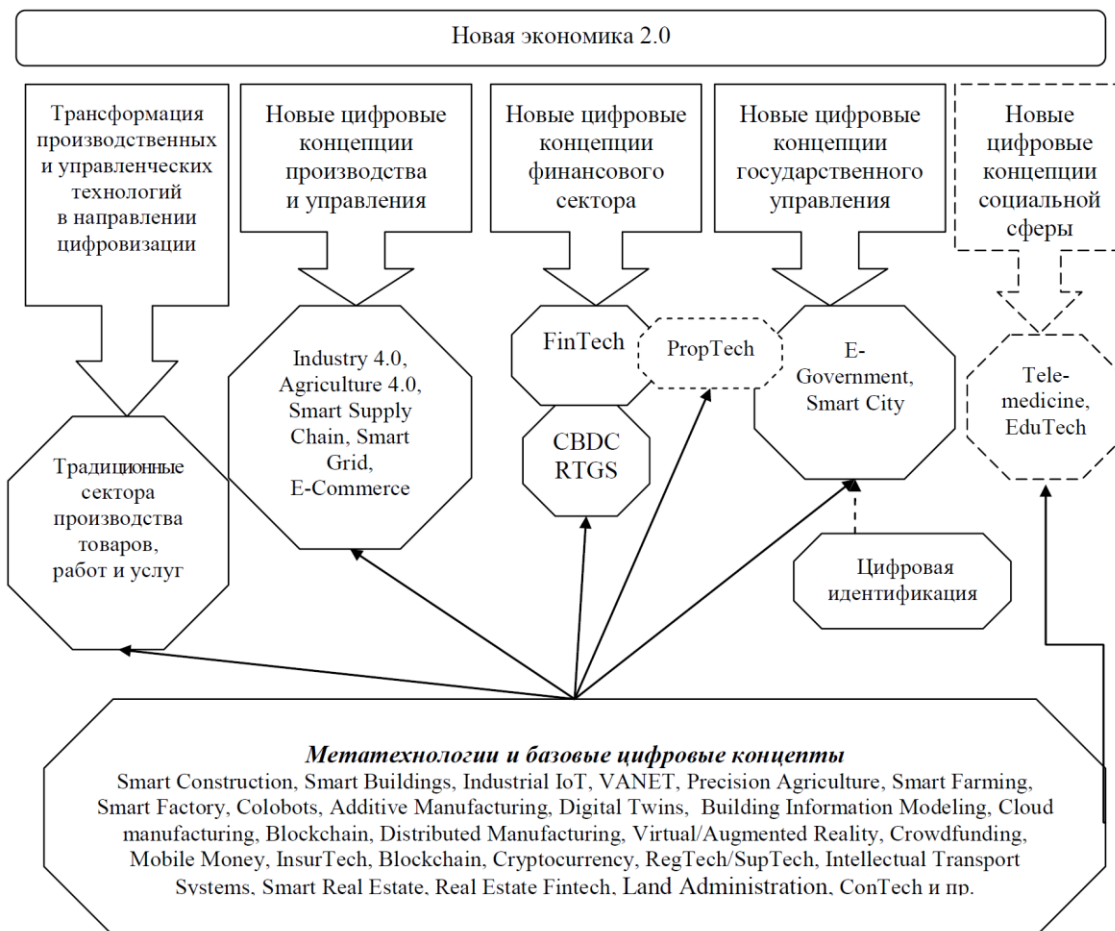 Новая экономика 2.0
Трансформация
производственных
и управленческих
технологий
в направлении
цифровизации
Новые цифровые
концепции
производства
и управления
Новые цифровые
концепции
финансового
сектора
Новые цифровые
концепции
государственного
управления
Новые
цифровые
концепции
социальной
сферы
Традиционные
сектора
производства
товаров,
работ и услуг
Industry 4.0,
Agriculture 4.0,
Smart Supply
Chain, Smart
Grid,
E-Commerce
FinTech
CBDC
RTGS
PropTech
E-
Government,
Smart City
Tele-
medicine,
EduTech
Цифровая
идентификация
Метатехнологии и базовые цифровые концепты
Smart Construction, Smart Buildings, Industrial IoT, VANET, Precision Agriculture, Smart Farming,
Smart Factory, Colobots, Additive Manufacturing, Digital Twins, Building Information Modeling, Cloud
manufacturing, Blockchain, Distributed Manufacturing, Virtual/Augmented Reality, Crowdfunding,
Mobile Money, InsurTech, Blockchain, Cryptocurrency, RegTech/SupTech, Intellectual Transport
Systems, Smart Real Estate, Real Estate Fintech, Land Administration, ConTech и пр.